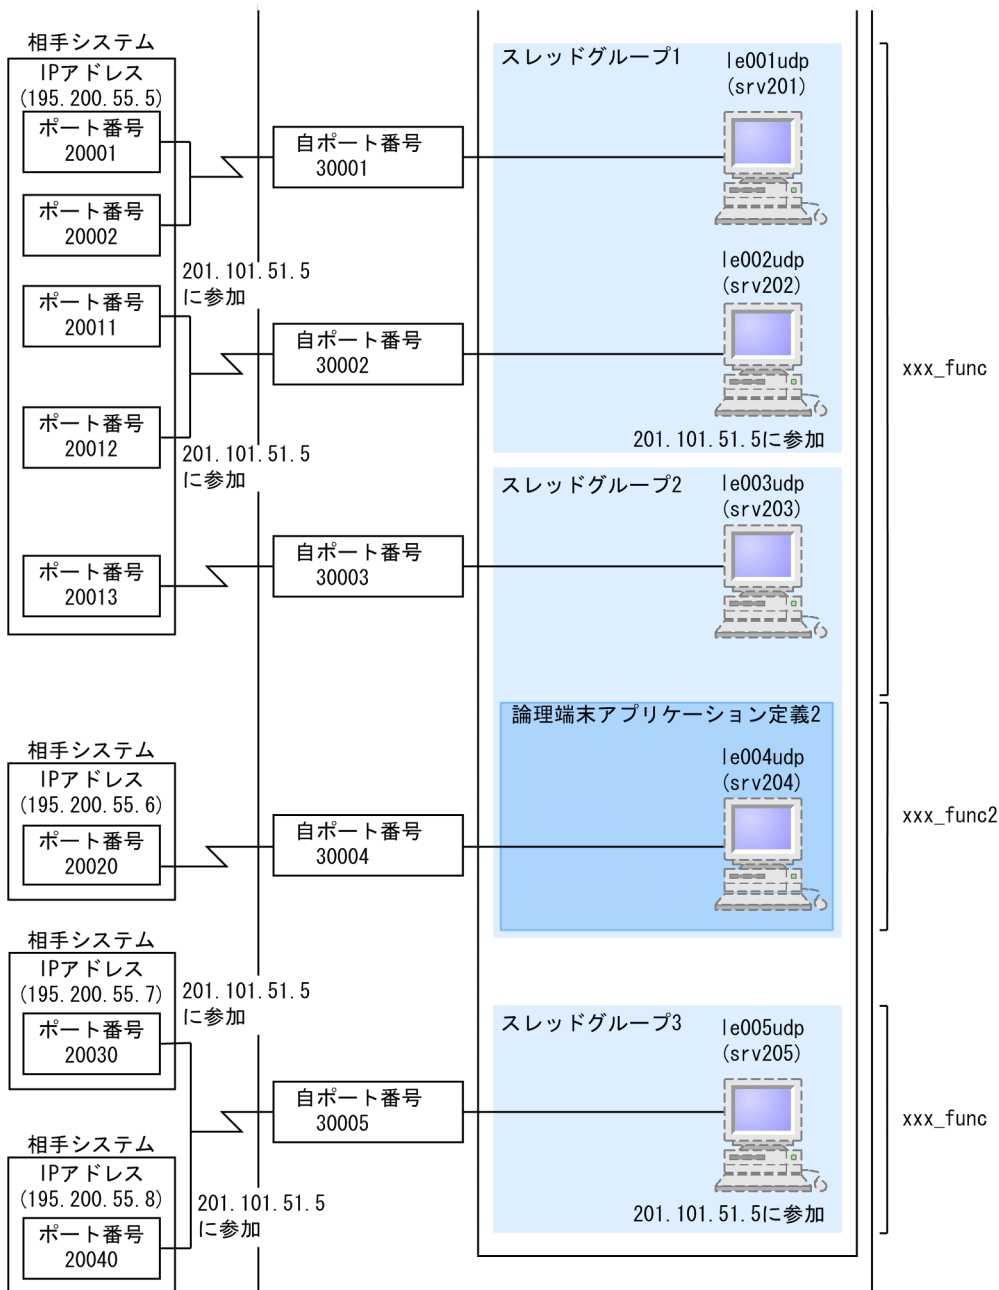 相手システム
IPアドレス
(195.200.55.5)
ポート番号
20001
ポート番号
20002
201.101.51.5
に参加
ポート番号
20011
ポート番号
20012
201.101.51.5
に参加
ポート番号
20013
相手システム
IPアドレス
(195.200.55.6)
ポート番号
20020
相手システム
IPアドレス
(195.200.55.7)
201.101.51.5
に参加
ポート番号
20030
相手システム
IPアドレス
(195.200.55.8)
201.101.51.5
に参加
ポート番号
20040
自ポート番号
30001
自ポート番号
30002
自ポート番号
30003
自ポート番号
30004
自ポート番号
30005
スレッドグループ1
le001udp
(srv201)
le002udp
(srv202)
201.101.51.5に参加
スレッドグループ2
le003udp
(srv203)
論理端末アプリケーション定義2
le004udp
(srv204)
スレッドグループ3
le005udp
(srv205)
201.101.51.5に参加
xxx_func
xxx_func2
xxx_func